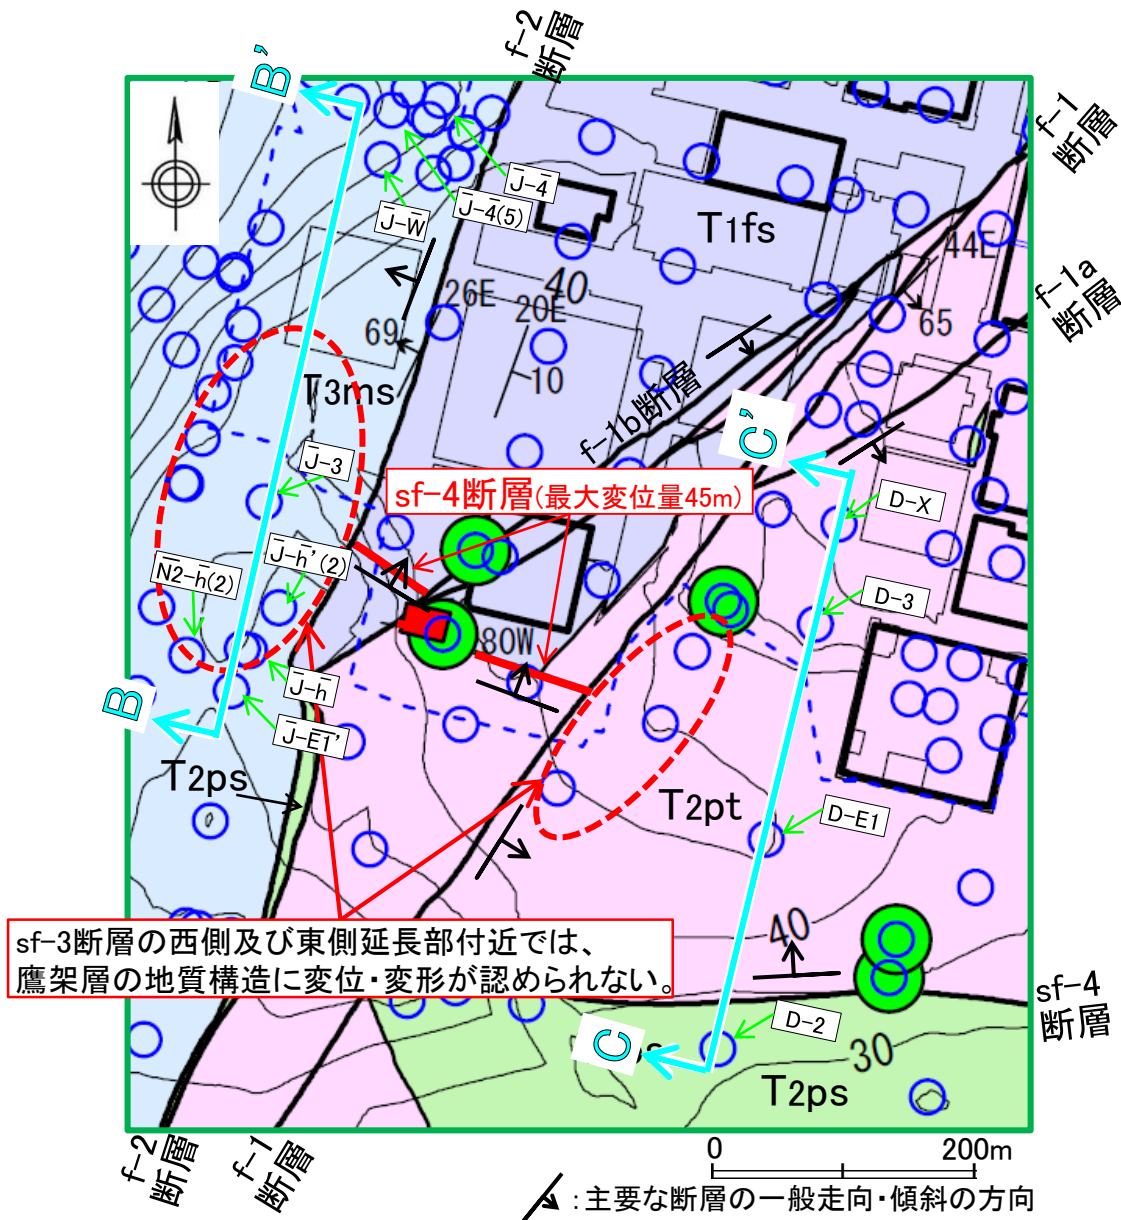 f-2
断層
B'
f-1
断層
J̅-4̅
J̅-4̅(5)
J̅-W̅
T1fs
44E
f-1a
断層
26E
40
20E
69
65
10
T3ms
f-1b断層
C'
J̅-3
sf-4断層(最大変位量45m)
D-X
J̅-h̅'(2)
N̅2-h̅(2)
D-3
80W
J̅-h̅
B
J̅-E̅1̅'
T2ps
T2pt
D-E1
sf-3断層の西側及び東側延長部付近では、
鷹架層の地質構造に変位・変形が認められない。
40
sf-4
断層
D-2
C
30
T2ps
f-2
断層
f-1
断層
0
200m
:主要な断層の一般走向・傾斜の方向